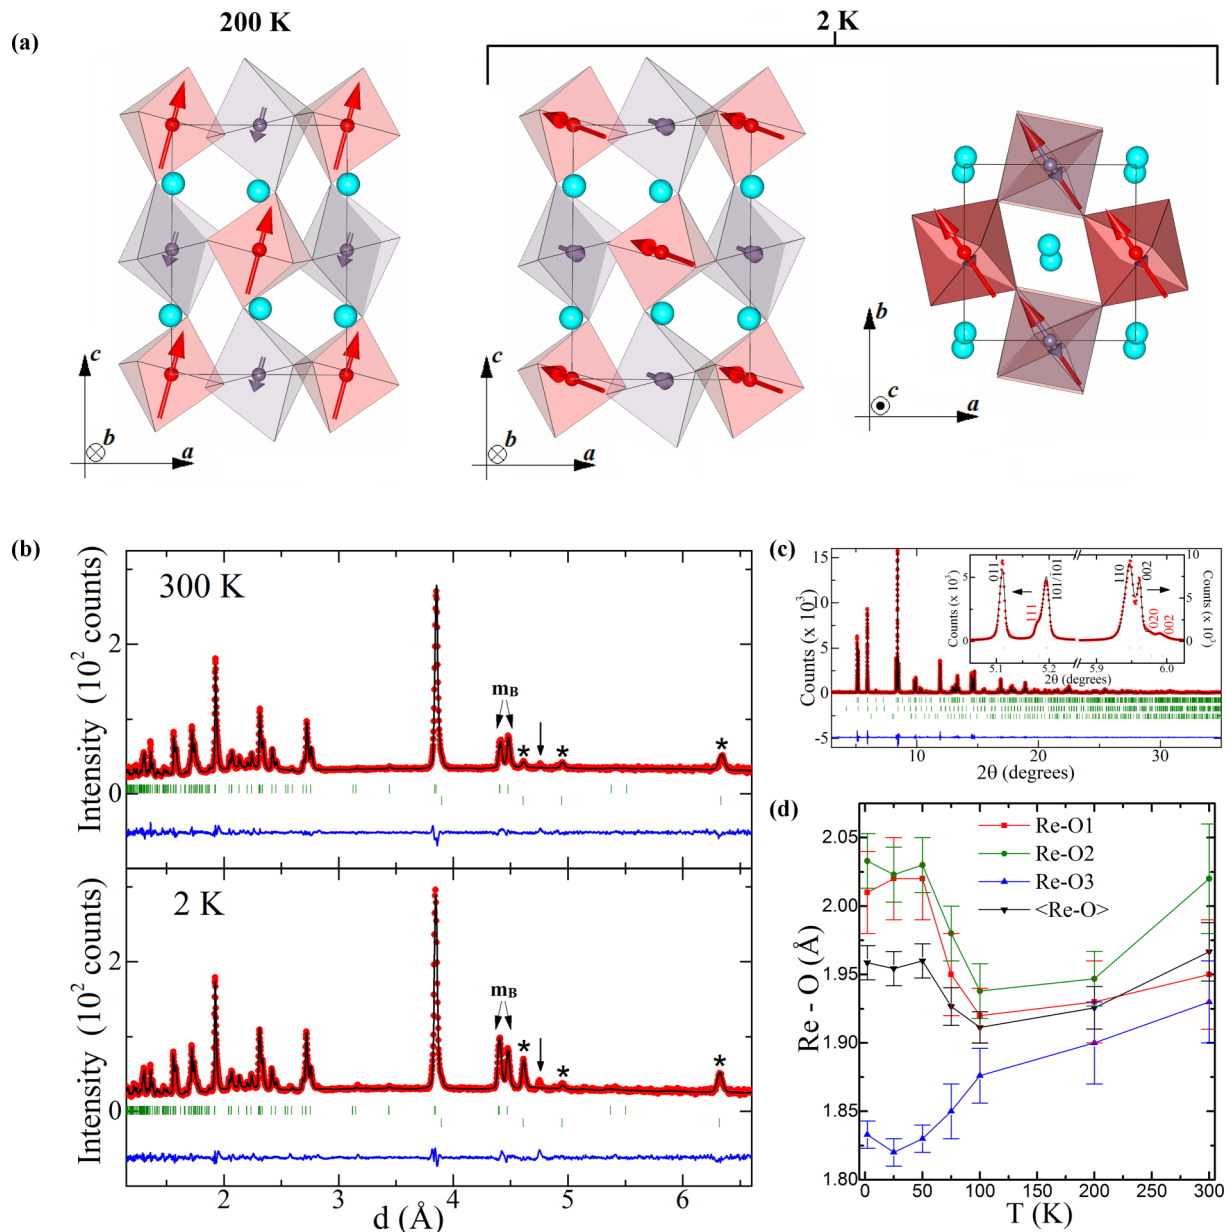 200 K
2 K
(a)
c
b
a
c
b
a
b
c
a
(b)
300 K
Intensity (10² counts)
2
0
m_B
*
*
*
2 K
Intensity (10² counts)
2
0
m_B
*
*
*
2
3
4
5
6
d (Å)
(c)
Counts (x 10³)
15
10
5
0
-5
10
20
30
2θ (degrees)
Counts (x 10³)
5
0
011
111
101/101
110
002
020
002
10
5
0
Counts (x 10³)
5.1
5.2
5.9
6.0
2θ (degrees)
(d)
Re - O (Å)
2.05
2.00
1.95
1.90
1.85
1.80
Re-O1
Re-O2
Re-O3
<Re-O>
0
50
100
150
200
250
300
T (K)